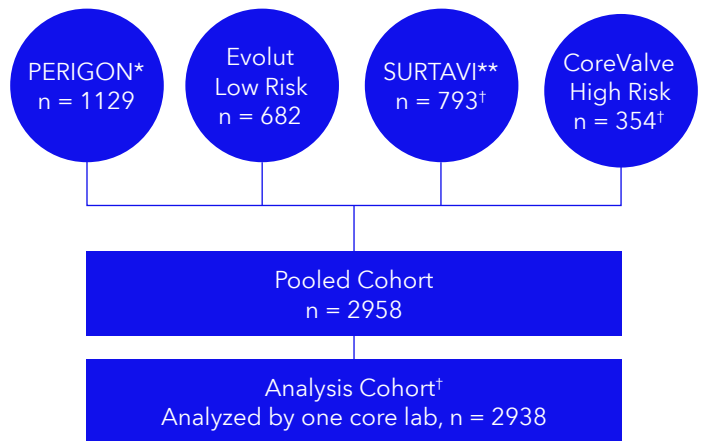 PERIGON*
n = 1129
Evolut
Low Risk
n = 682
SURTAVI**
n = 793†
CoreValve
High Risk
n = 354†
Pooled Cohort
n = 2958
Analysis Cohort†
Analyzed by one core lab, n = 2938